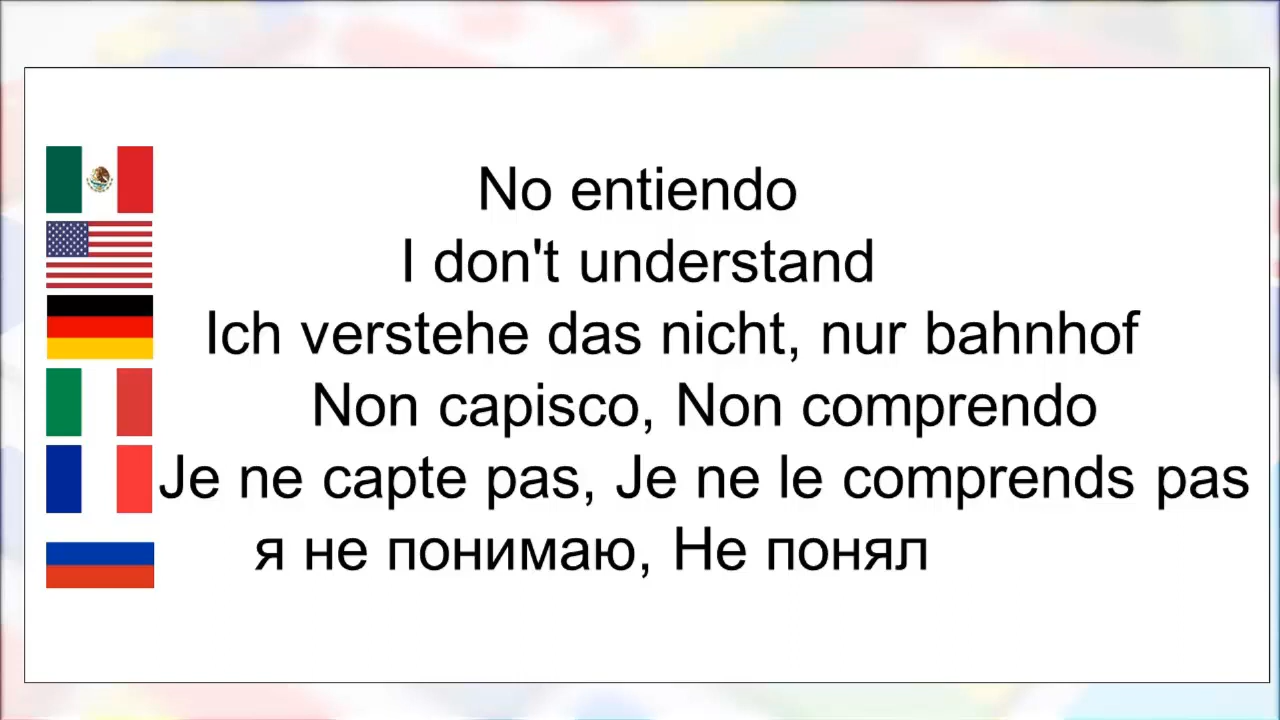 No entiendo
I don't understand
Ich verstehe das nicht, nur bahnhof
Non capisco, Non comprendo
Je ne capte pas, Je ne le comprends pas
я не понимаю, Не понял